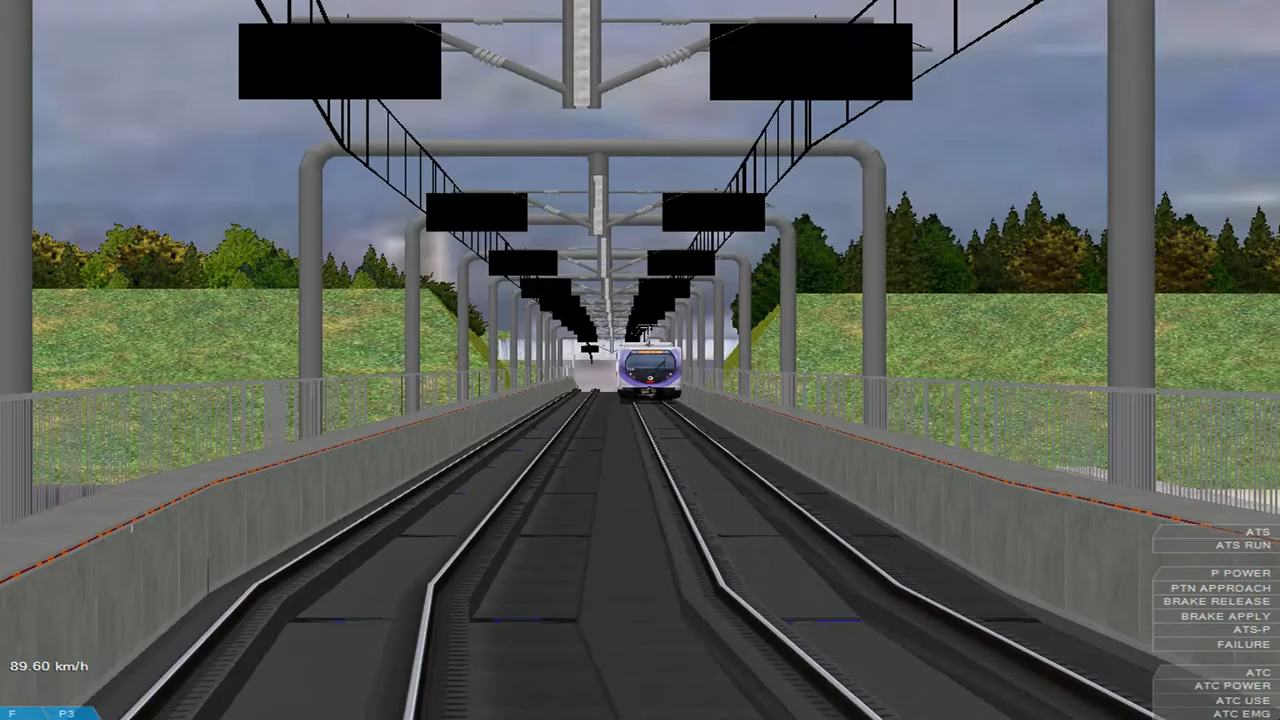 ATS
ATS RUN
P POWER
PTN APPROACH
BRAKE RELEASE
BRAKE APPLY
ATS-P
FAILURE
89.60 km/h
ATC
ATC POWER
ATC USE
ATC EMG
F P3